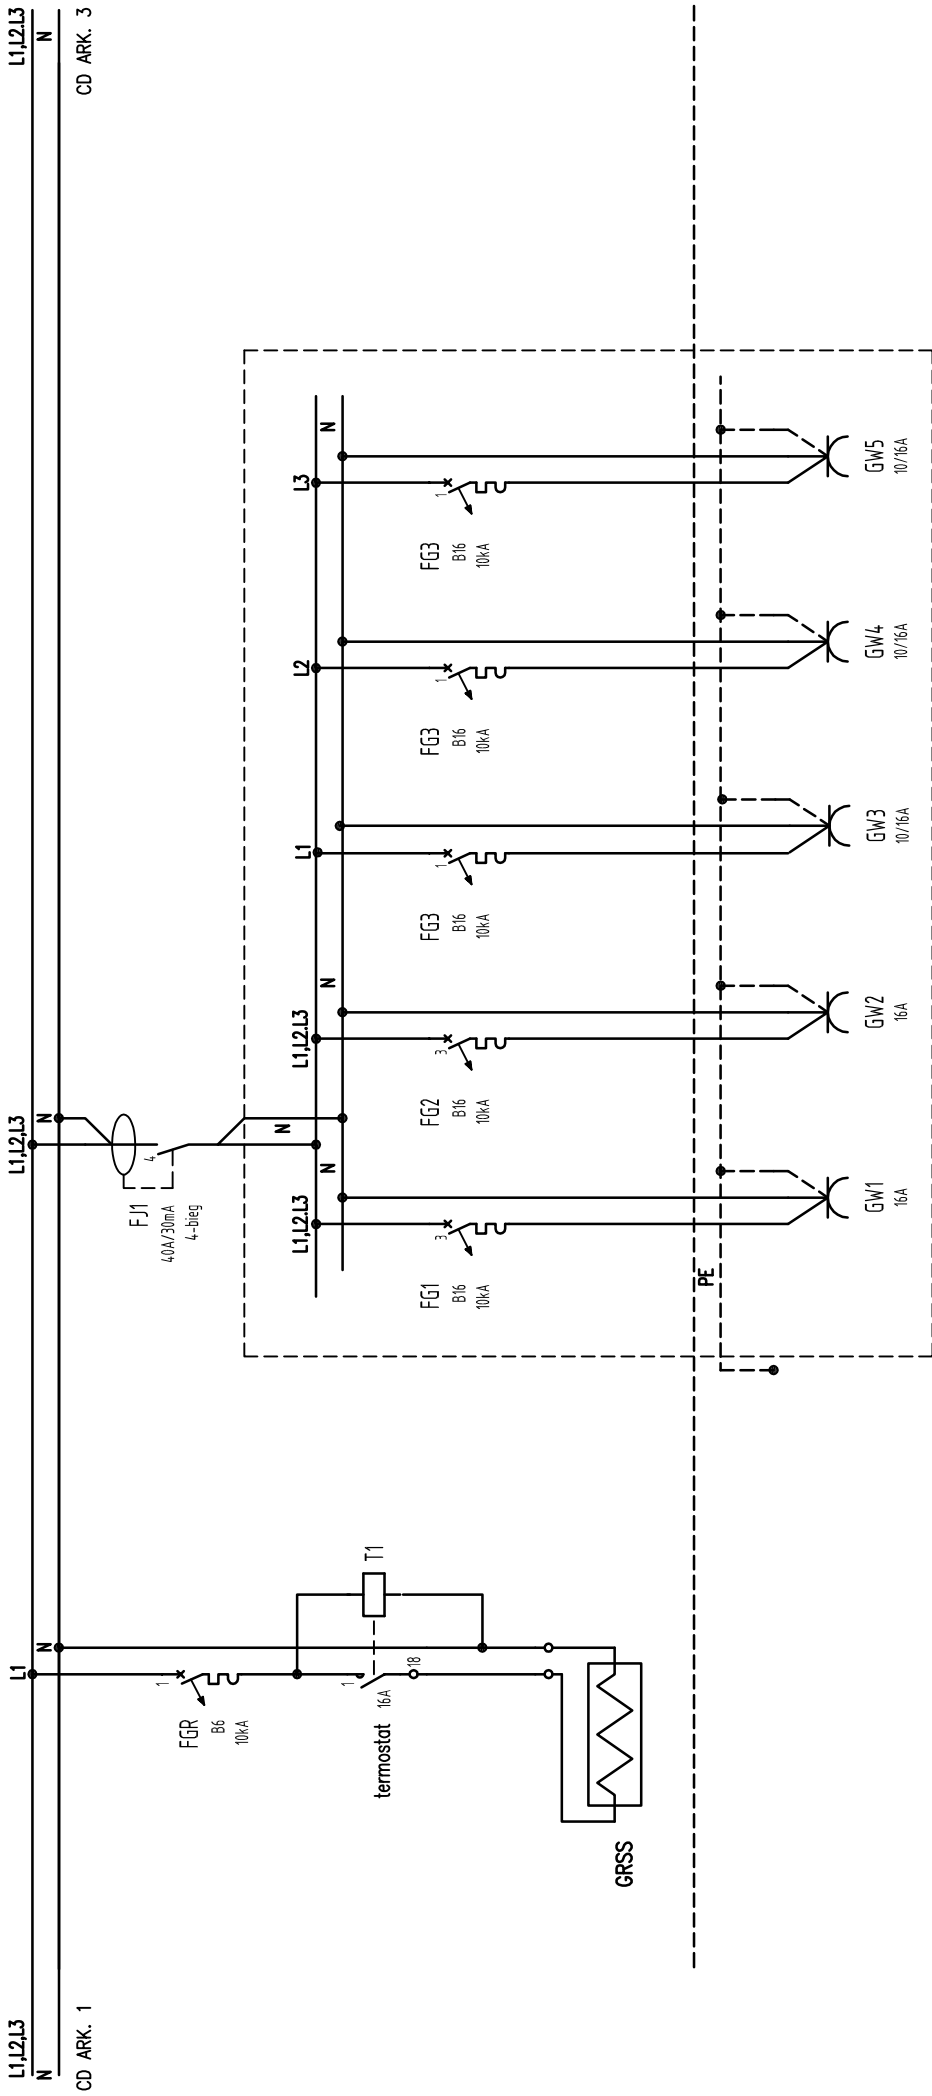 L1,L2,L3
N
CD ARK. 1
L1
N
FGR
B6
10kA
1
1
16A
18
T1
termostat
GRSS
L1,L2,L3
N
FJ1
40A/30mA
4-bieg
4
N
L1,L2.L3
N
FG1
B16
10kA
3
PE
GW1
16A
L1,L2.L3
N
FG2
B16
10kA
3
GW2
16A
L1
FG3
B16
10kA
1
GW3
10/16A
L2
FG3
B16
10kA
1
GW4
10/16A
L3
N
FG3
B16
10kA
1
GW5
10/16A
L1,L2.L3
N
CD ARK. 3